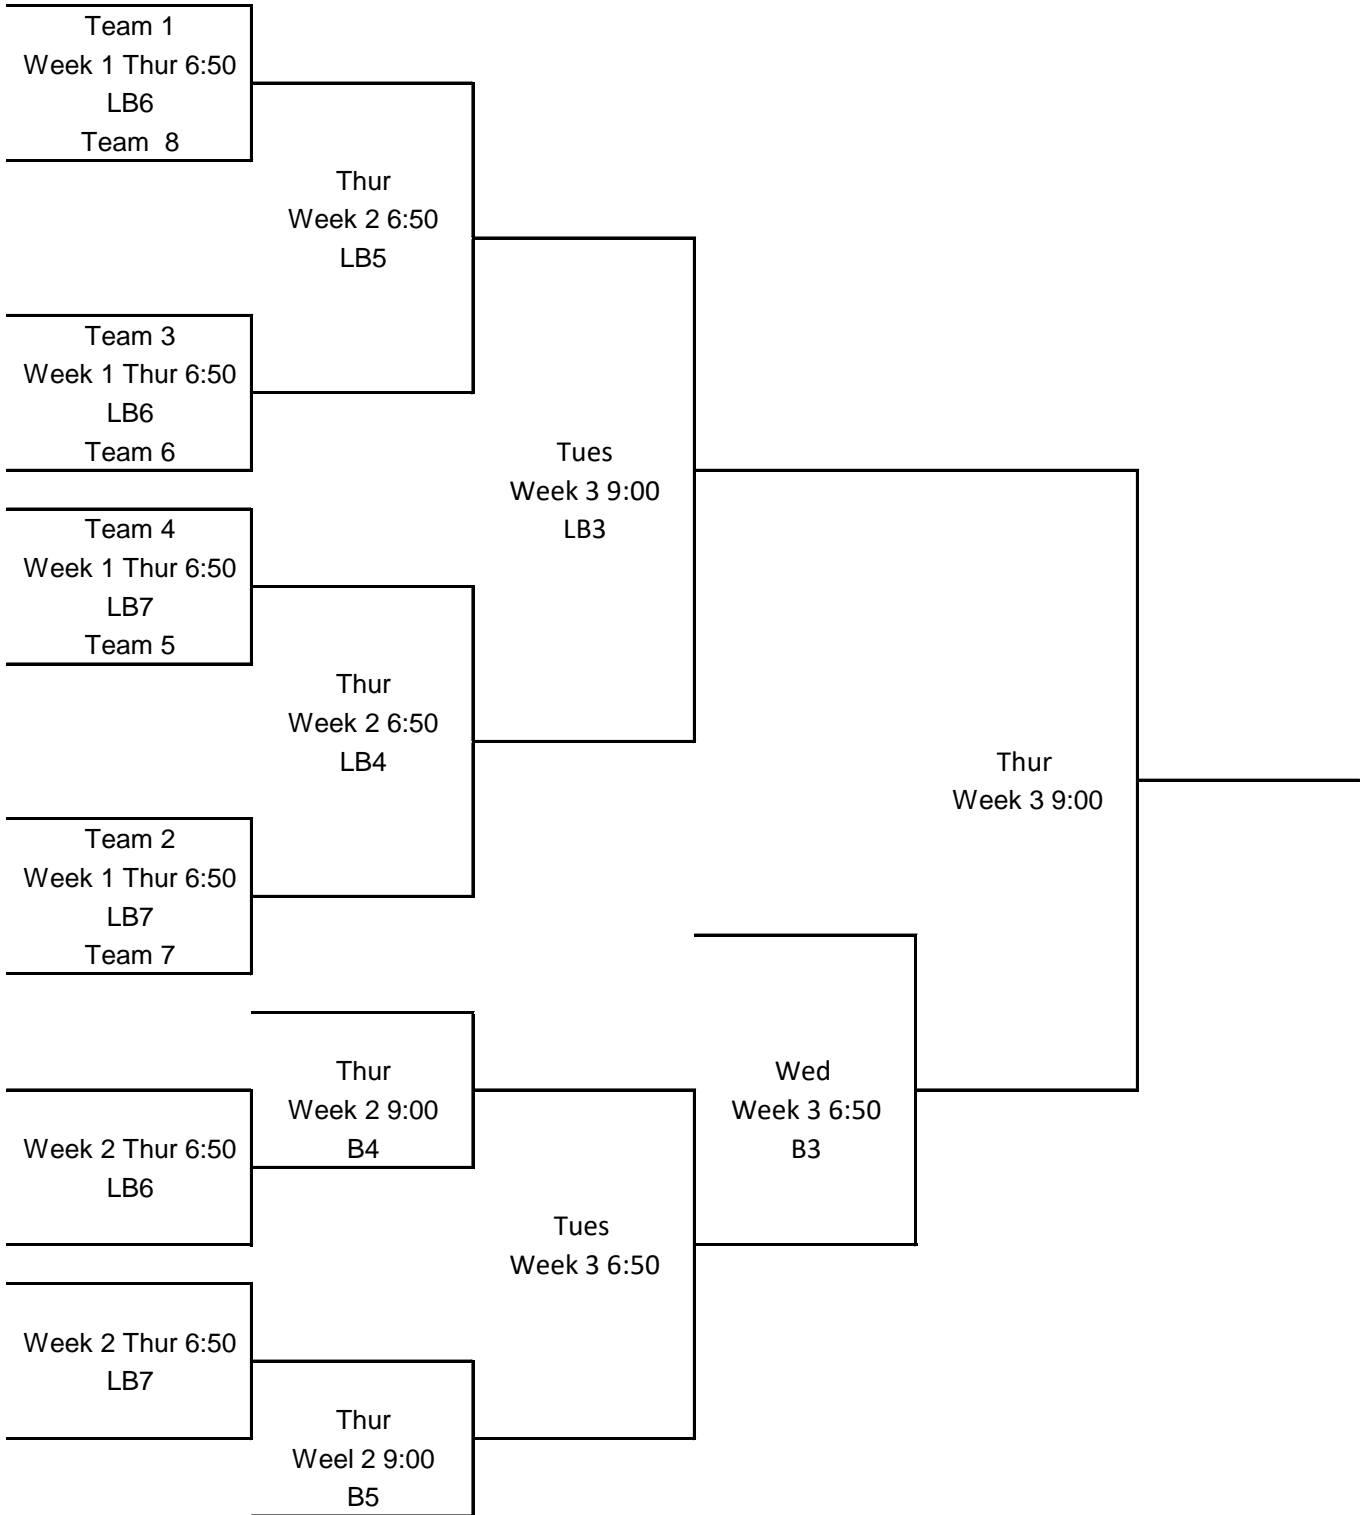 Team 1
Week 1 Thur 6:50
LB6
Team 8
Thur
Week 2 6:50
LB5
Team 3
Week 1 Thur 6:50
LB6
Team 6
Tues
Week 3 9:00
LB3
Team 4
Week 1 Thur 6:50
LB7
Team 5
Thur
Week 2 6:50
LB4
Thur
Week 3 9:00
Team 2
Week 1 Thur 6:50
LB7
Team 7
Thur
Week 2 9:00
B4
Wed
Week 3 6:50
B3
Week 2 Thur 6:50
LB6
Tues
Week 3 6:50
Week 2 Thur 6:50
LB7
Thur
Weel 2 9:00
B5